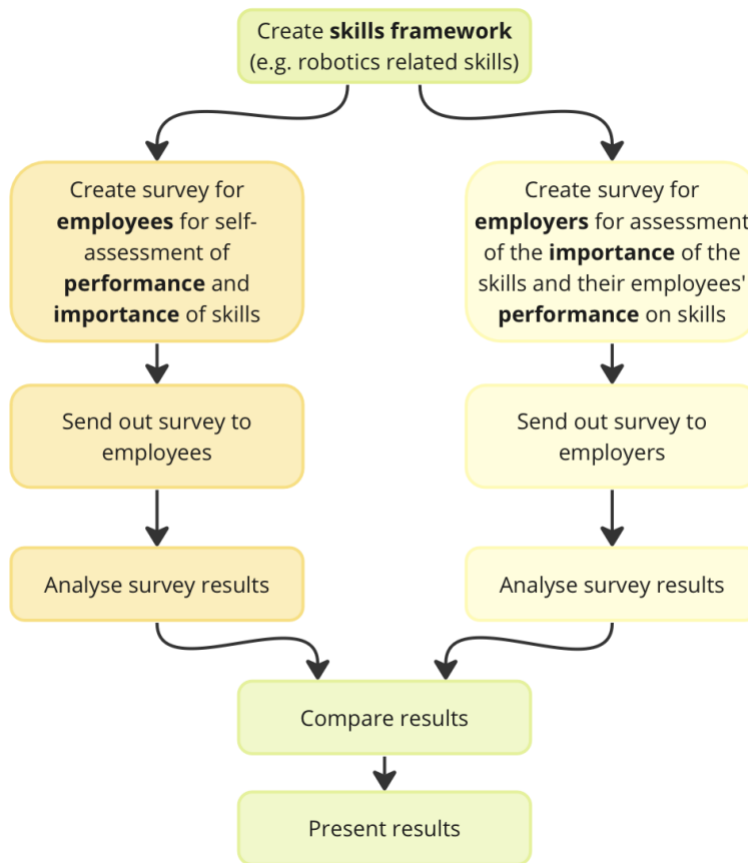 Create skills framework
(e.g. robotics related skills)
Create survey for
employees for self-
assessment of
performance and
importance of skills
Create survey for
employers for assessment
of the importance of the
skills and their employees'
performance on skills
Send out survey to
employees
Send out survey to
employers
Analyse survey results
Analyse survey results
Compare results
Present results